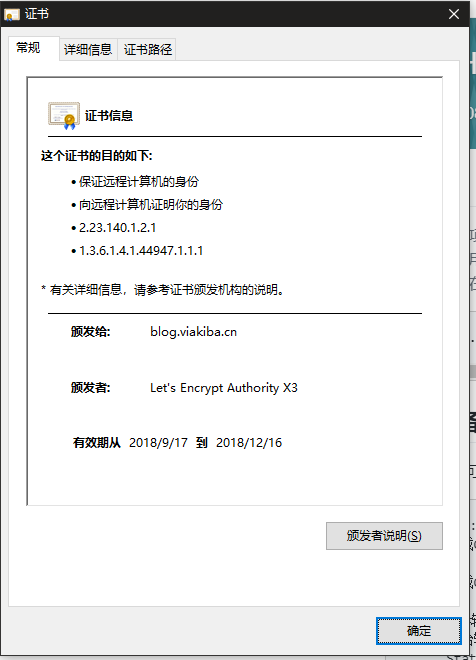 证书
常规 详细信息 证书路径
证书信息
这个证书的目的如下:
• 保证远程计算机的身份
• 向远程计算机证明你的身份
• 2.23.140.1.2.1
• 1.3.6.1.4.1.44947.1.1.1
* 有关详细信息，请参考证书颁发机构的说明。
颁发给: blog.viakiba.cn
颁发者: Let's Encrypt Authority X3
有效期从 2018/9/17 到 2018/12/16
颁发者说明(S)
确定